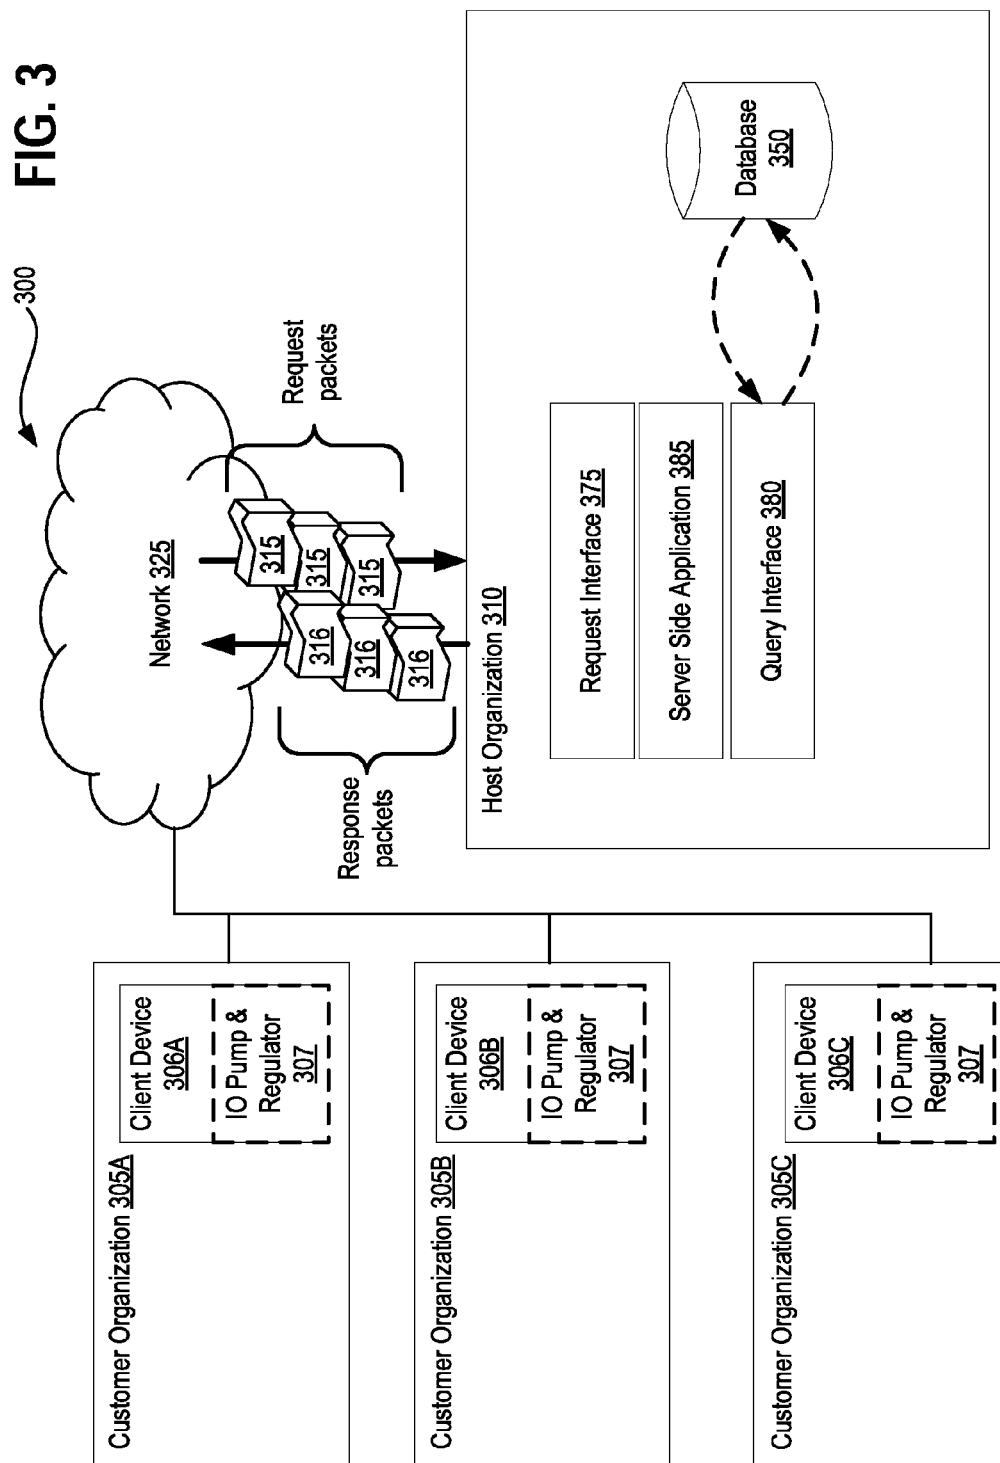 FIG. 3
300
Network 325
Request
packets
315
315
315
316
316
316
Response
packets
Customer Organization 305A
Client Device
306A
IO Pump &
Regulator
307
Customer Organization 305B
Client Device
306B
IO Pump &
Regulator
307
Customer Organization 305C
Client Device
306C
IO Pump &
Regulator
307
Host Organization 310
Request Interface 375
Server Side Application 385
Query Interface 380
Database
350